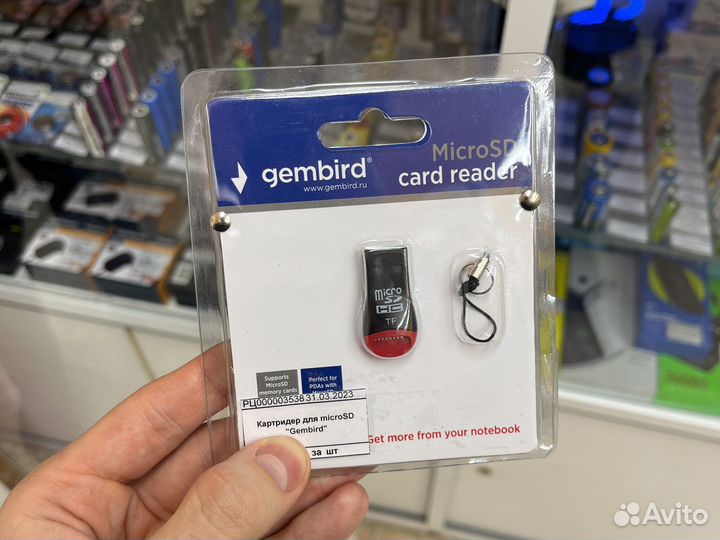 gembird®
www.gembird.ru
MicroSD
card reader
micro
SD
HC
TF
Supports
MicroSD
memory cards
Perfect for
PDAs with
РЦ000003538 31.03.2023
Картридер для microSD
"Gembird"
за шт
Get more from your notebook
Avito